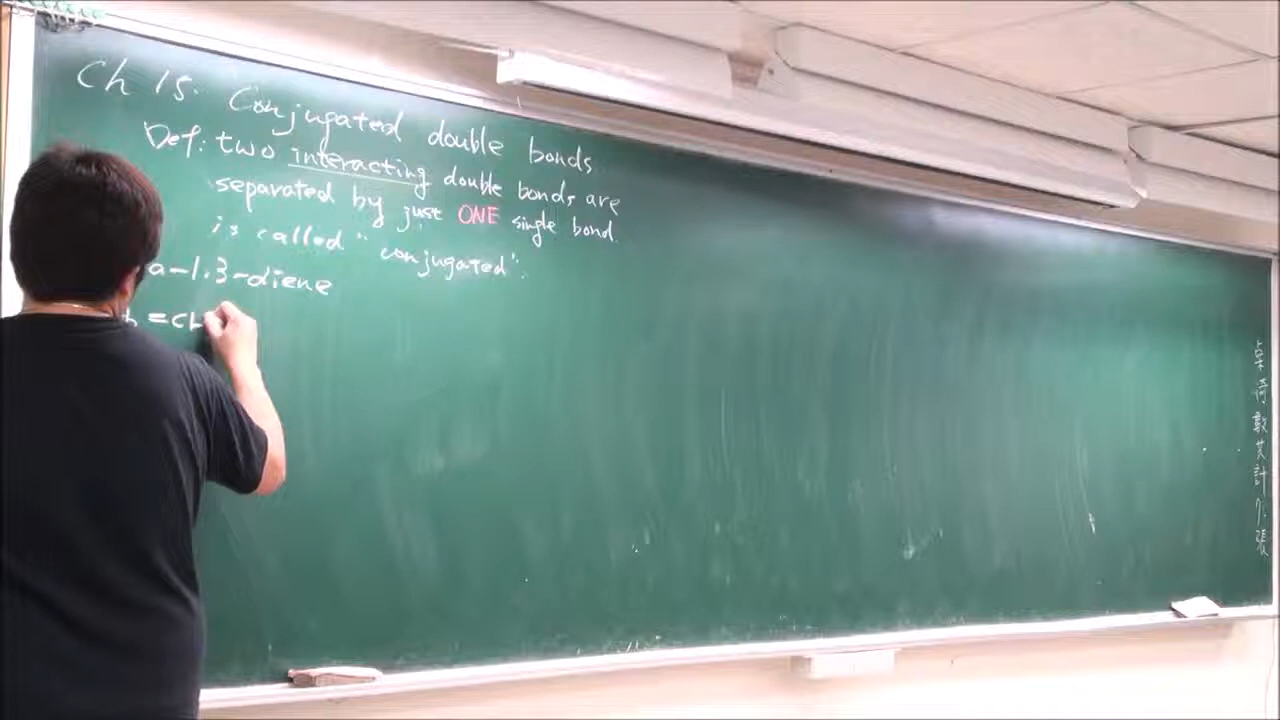 Ch 15. Conjugated double bonds
Def: two interacting double bonds are
separated by just ONE single bond.
is called "conjugated".
a-1.3-diene
=CH